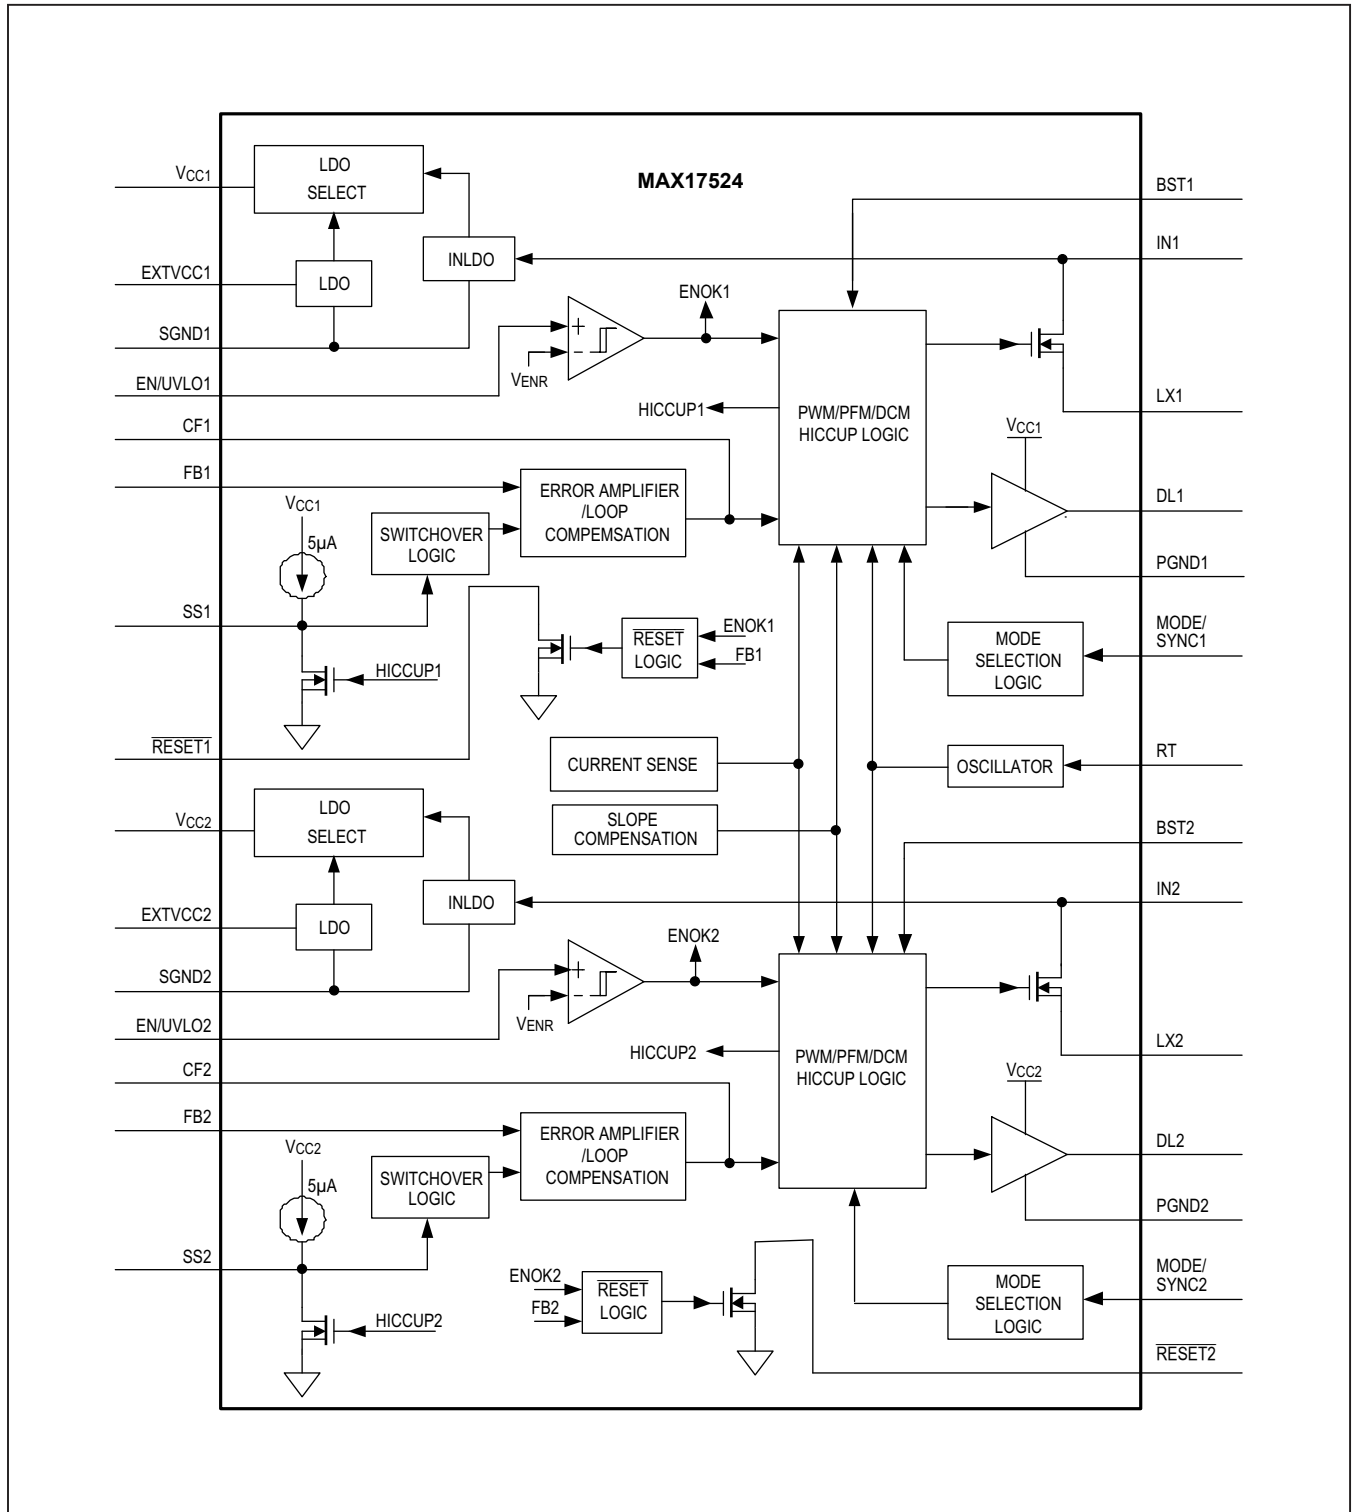 MAX17524
VCC1
LDO
SELECT
BST1
EXTVCC1
LDO
INLDO
IN1
SGND1
ENOK1
EN/UVLO1
+
-
VENR
HICCUP1
PWM/PFM/DCM
HICCUP LOGIC
LX1
CF1
FB1
VCC1
5µA
SWITCHOVER
LOGIC
ERROR AMPLIFIER
/LOOP
COMPEMSATION
VCC1
DL1
PGND1
SS1
HICCUP1
RESET
LOGIC
ENOK1
FB1
MODE
SELECTION
LOGIC
MODE/
SYNC1
RESET1
CURRENT SENSE
OSCILLATOR
RT
SLOPE
COMPENSATION
VCC2
LDO
SELECT
BST2
EXTVCC2
LDO
INLDO
IN2
SGND2
ENOK2
EN/UVLO2
+
-
VENR
HICCUP2
PWM/PFM/DCM
HICCUP LOGIC
LX2
CF2
FB2
VCC2
5µA
SWITCHOVER
LOGIC
ERROR AMPLIFIER
/LOOP
COMPENSATION
VCC2
DL2
PGND2
SS2
HICCUP2
ENOK2
FB2
RESET
LOGIC
MODE
SELECTION
LOGIC
MODE/
SYNC2
RESET2